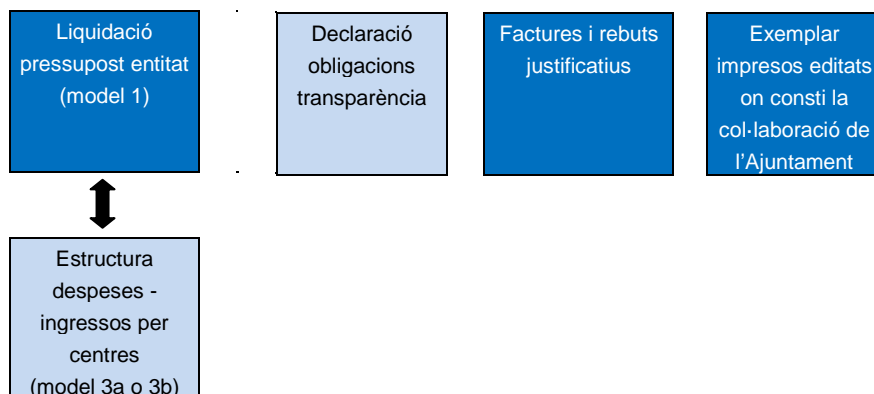 Liquidació
pressupost entitat
(model 1)
Declaració
obligacions
transparència
Factures i rebuts
justificatius
Exemplar
impresos editats
on consti la
col·laboració de
l'Ajuntament
Estructura
despeses -
ingressos per
centres
(model 3a o 3b)